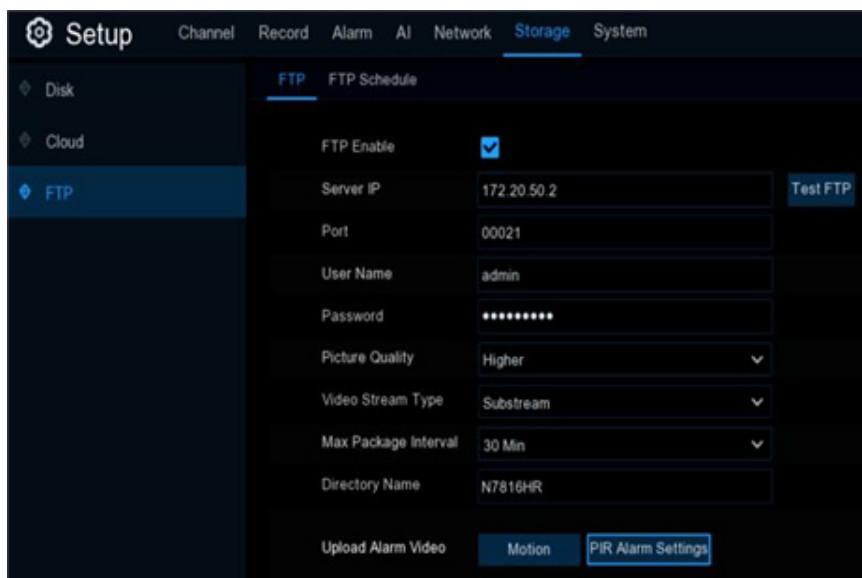 Setup Channel Record Alarm AI Network Storage System
Disk
Cloud
FTP
FTP FTP Schedule
FTP Enable
Server IP 172.20.50.2 Test FTP
Port 00021
User Name admin
Password •••••••••
Picture Quality Higher
Video Stream Type Substream
Max Package Interval 30 Min
Directory Name N7816HR
Upload Alarm Video Motion PIR Alarm Settings